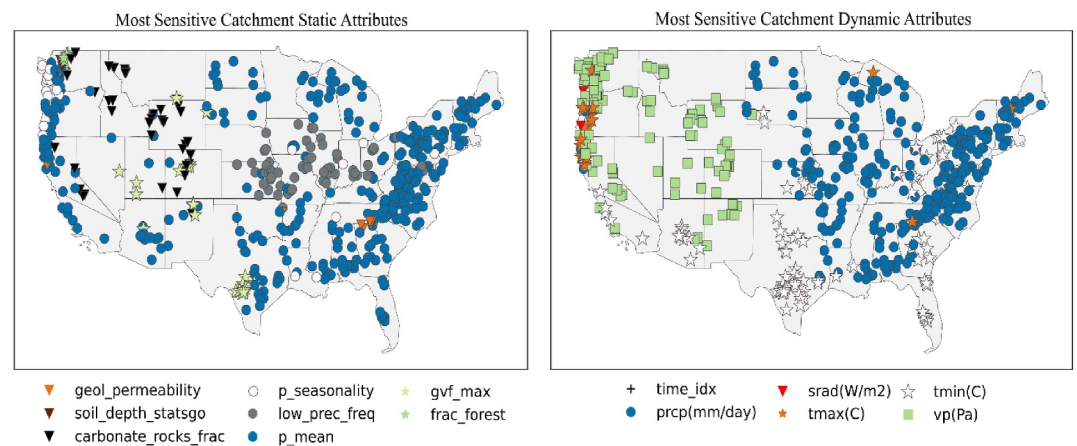 Most Sensitive Catchment Static Attributes
Most Sensitive Catchment Dynamic Attributes
geol_permeability
soil_depth_statsgo
carbonate_rocks_frac
p_seasonality
low_prec_freq
p_mean
gvf_max
frac_forest
time_idx
prcp(mm/day)
srad(W/m2)
tmax(C)
tmin(C)
vp(Pa)